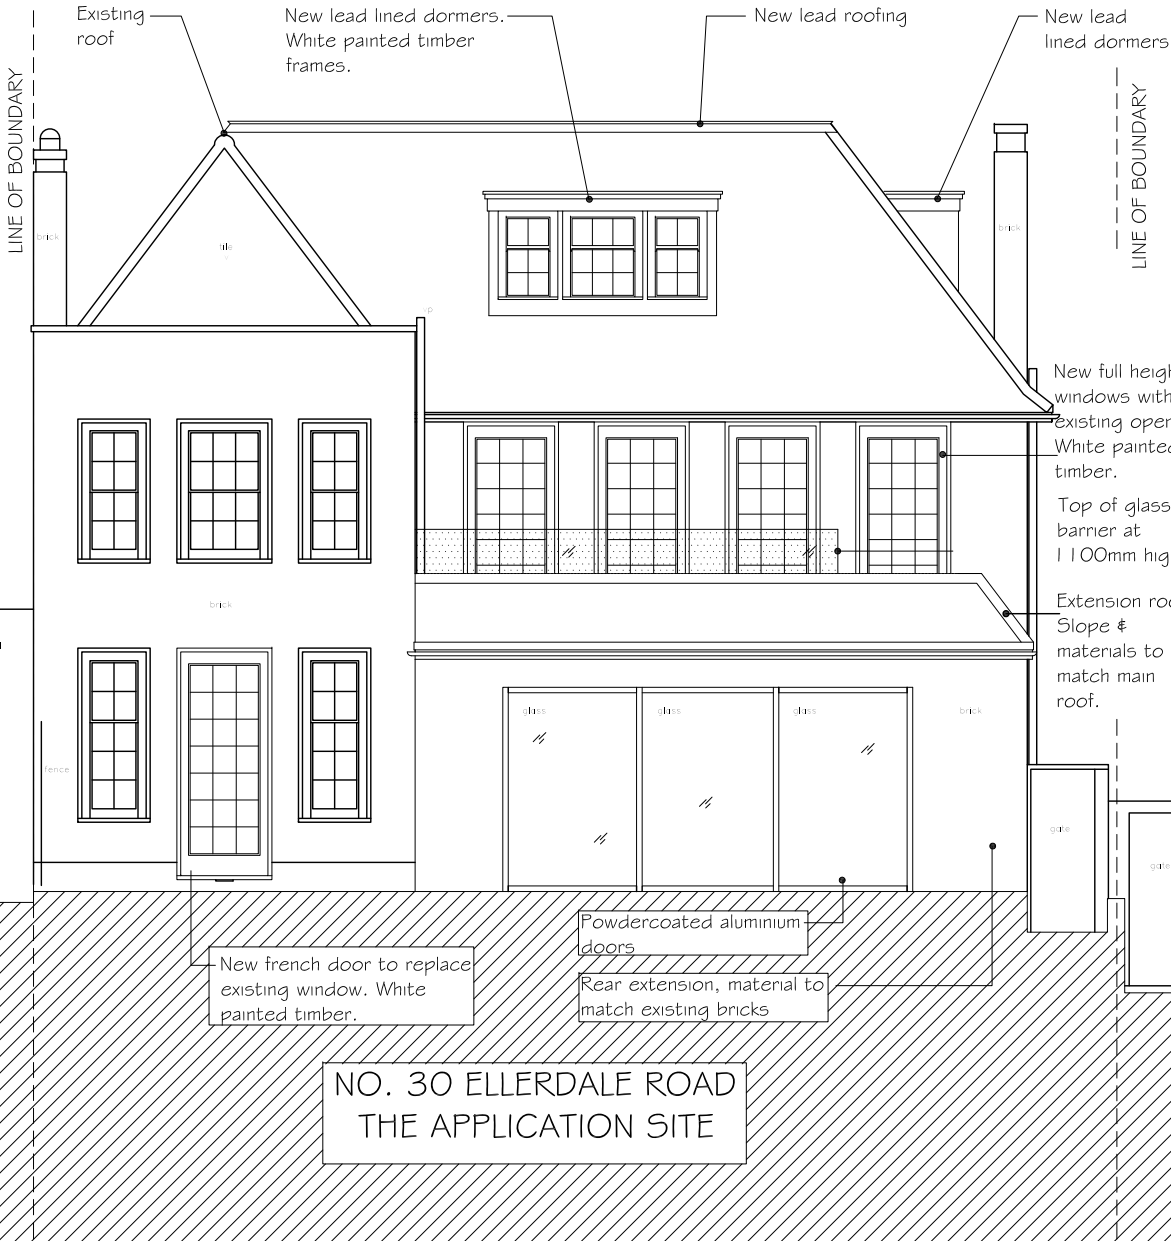 Existing
roof
New lead lined dormers.
White painted timber
frames.
New lead roofing
New lead
lined dormers
LINE OF BOUNDARY
LINE OF BOUNDARY
brick
tile
brick
New full heigh
windows with
existing open
White painted
timber.
Top of glass
barrier at
1100mm hig
brick
Extension roo
Slope &
materials to
match main
roof.
glass
glass
glass
brick
fence
gate
gate
Powdercoated aluminium
doors
New french door to replace
existing window. White
painted timber.
Rear extension, material to
match existing bricks
NO. 30 ELLERDALE ROAD
THE APPLICATION SITE